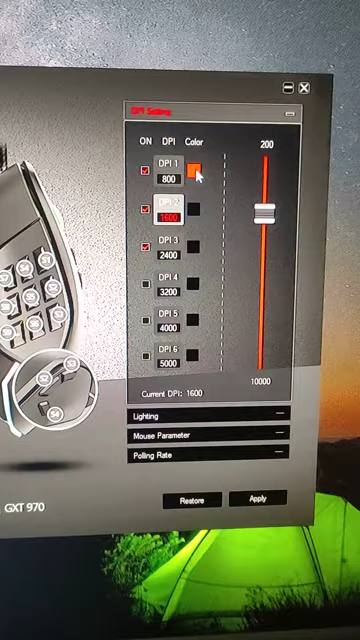 DPI Setting
ON DPI Color
200
DPI 1
800
DPI 2
1600
DPI 3
2400
DPI 4
3200
DPI 5
4000
DPI 6
5000
10000
Current DPI: 1600
Lighting
Mouse Parameter
Polling Rate
GXT 970
Restore
Apply